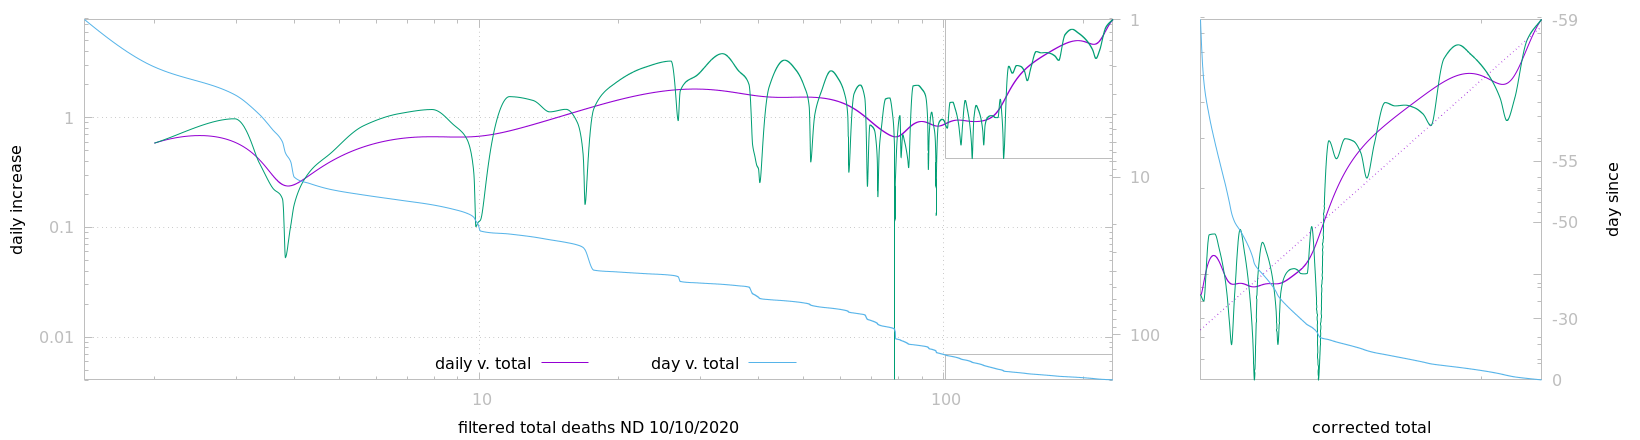 1
-59
1
daily increase
-55
day since
10
0.1
-50
-30
0.01
100
daily v. total
day v. total
0
10
100
filtered total deaths ND 10/10/2020
corrected total